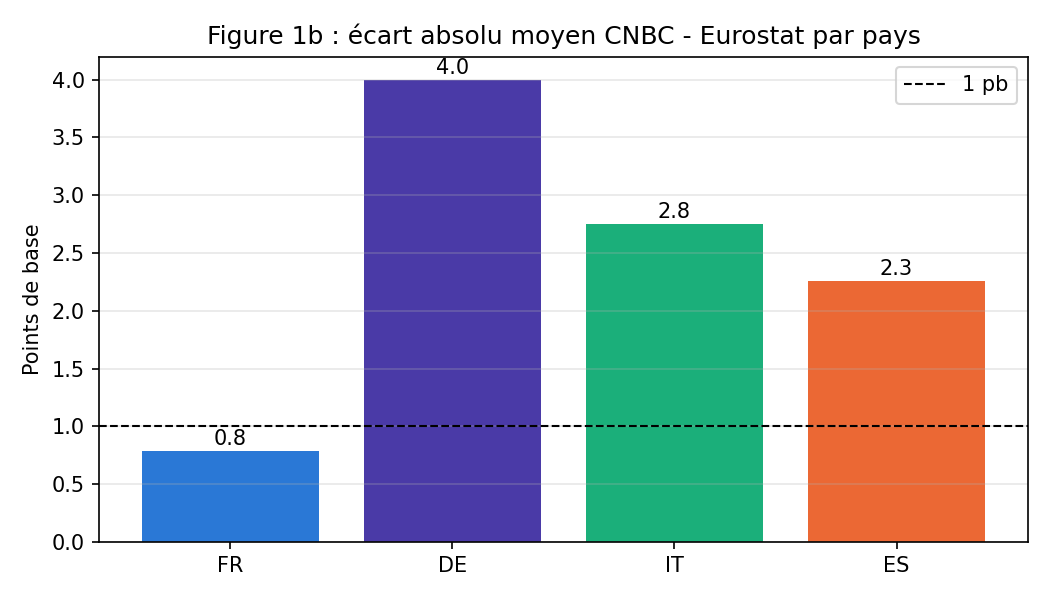 Figure 1b : écart absolu moyen CNBC - Eurostat par pays
4.0
1 pb
4.0
3.5
3.0
2.8
2.5
2.3
2.0
1.5
1.0
0.8
0.5
0.0
Points de base
FR
DE
IT
ES